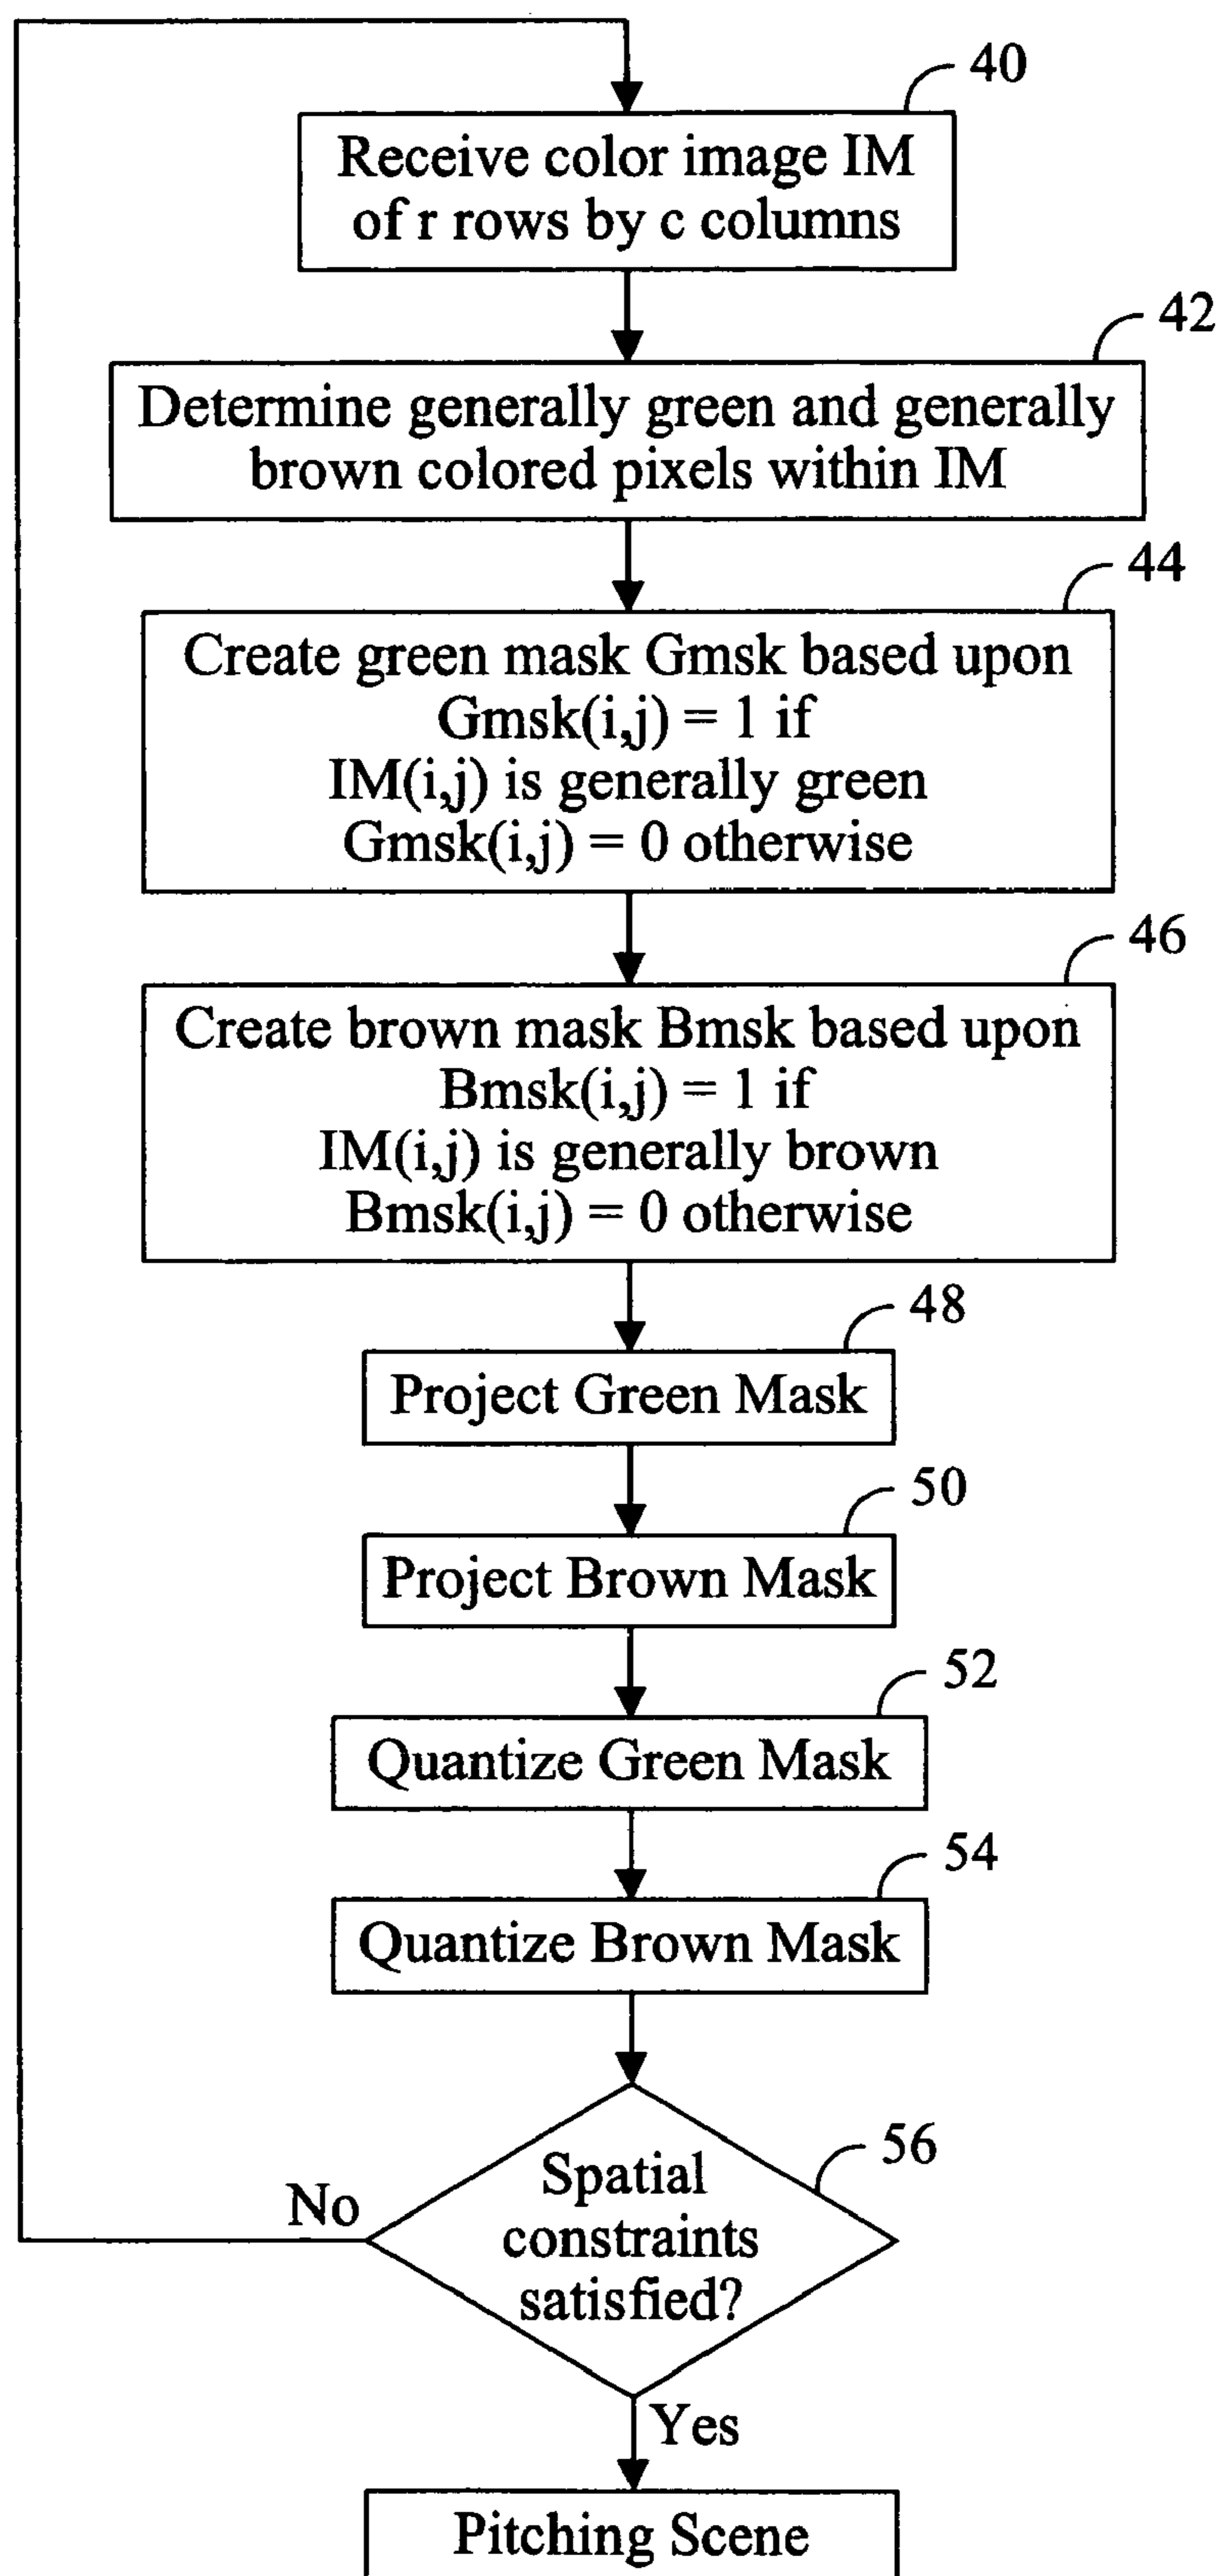 40
Receive color image IM
of r rows by c columns
42
Determine generally green and generally
brown colored pixels within IM
44
Create green mask Gmsk based upon
Gmsk(i,j) = 1 if
IM(i,j) is generally green
Gmsk(i,j) = 0 otherwise
46
Create brown mask Bmsk based upon
Bmsk(i,j) = 1 if
IM(i,j) is generally brown
Bmsk(i,j) = 0 otherwise
48
Project Green Mask
50
Project Brown Mask
52
Quantize Green Mask
54
Quantize Brown Mask
56
Spatial
constraints
satisfied?
No
Yes
Pitching Scene